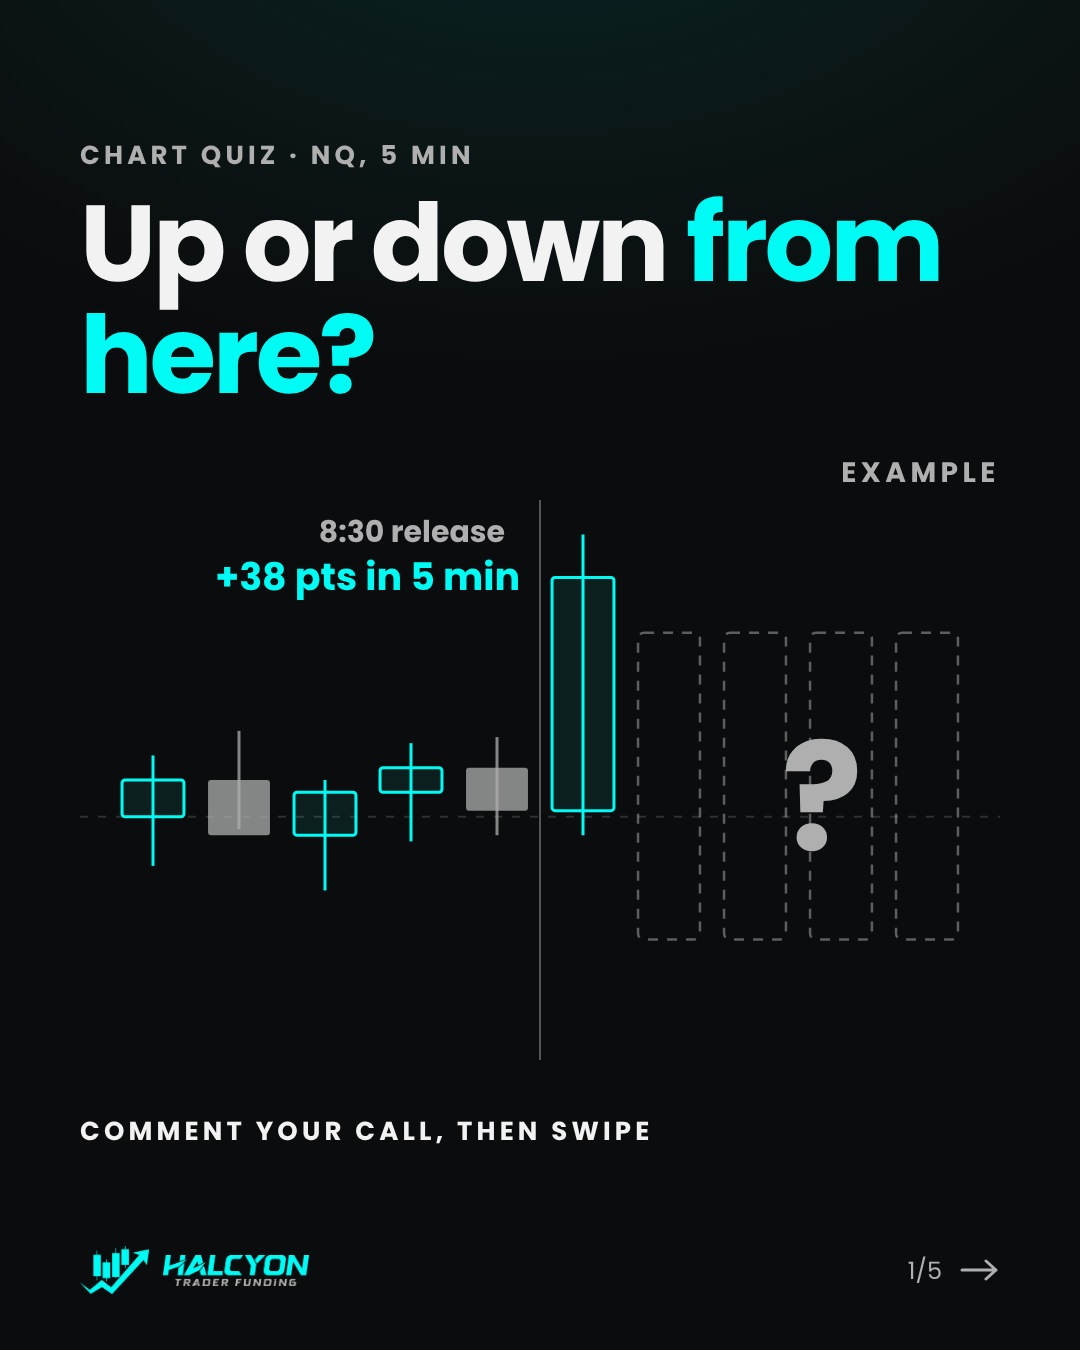 CHART QUIZ · NQ, 5 MIN
Up or down from
here?
EXAMPLE
8:30 release
+38 pts in 5 min
?
COMMENT YOUR CALL, THEN SWIPE
HALCYON
TRADER FUNDING
1/5